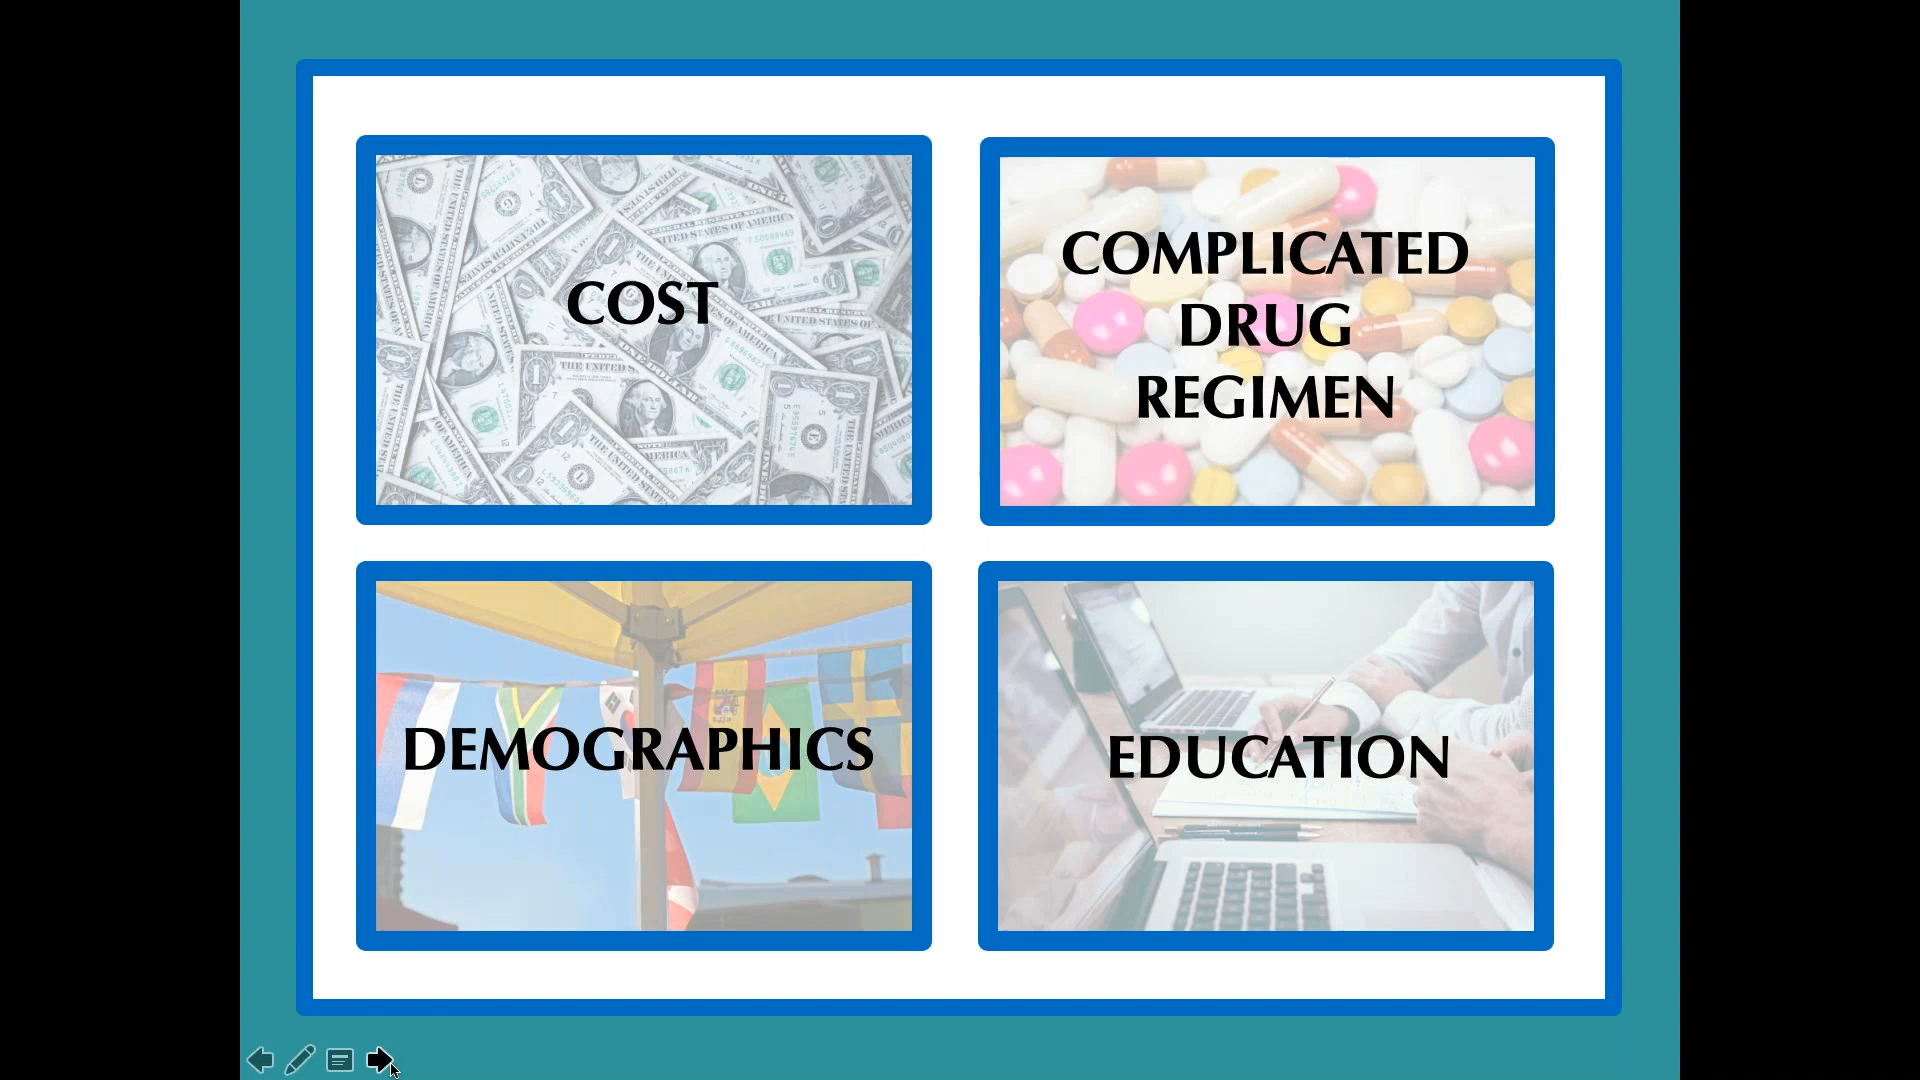 COST
COMPLICATED
DRUG
REGIMEN
DEMOGRAPHICS
EDUCATION